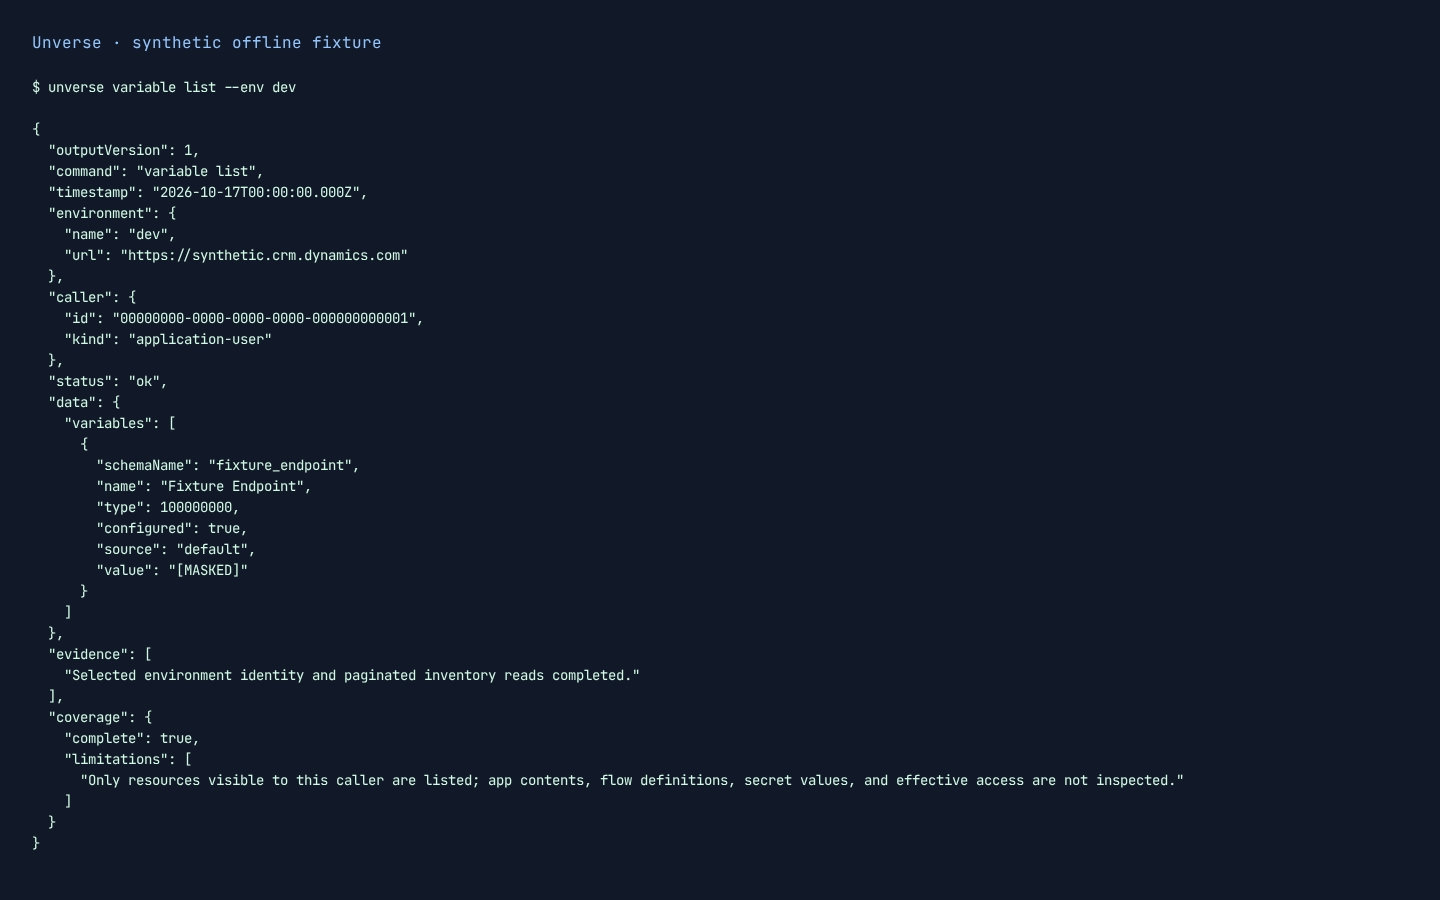 Unverse · synthetic offline fixture
$ unverse variable list --env dev
{
  "outputVersion": 1,
  "command": "variable list",
  "timestamp": "2026-10-17T00:00:00.000Z",
  "environment": {
    "name": "dev",
    "url": "https://synthetic.crm.dynamics.com"
  },
  "caller": {
    "id": "00000000-0000-0000-0000-000000000001",
    "kind": "application-user"
  },
  "status": "ok",
  "data": {
    "variables": [
      {
        "schemaName": "fixture_endpoint",
        "name": "Fixture Endpoint",
        "type": 100000000,
        "configured": true,
        "source": "default",
        "value": "[MASKED]"
      }
    ]
  },
  "evidence": [
    "Selected environment identity and paginated inventory reads completed."
  ],
  "coverage": {
    "complete": true,
    "limitations": [
      "Only resources visible to this caller are listed; app contents, flow definitions, secret values, and effective access are not inspected."
    ]
  }
}